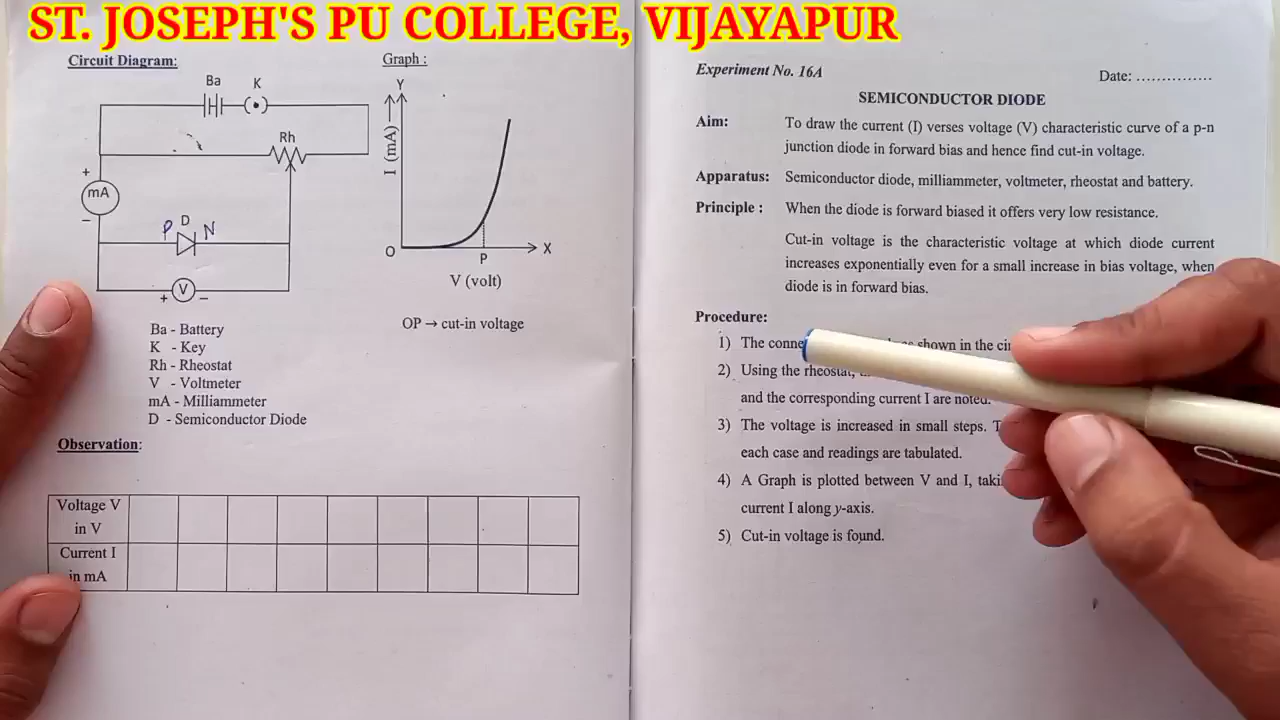 ST. JOSEPH'S PU COLLEGE, VIJAYAPUR
Circuit Diagram:
Ba
K
Rh
+
mA
−
P
D
N
+
V
−
Graph :
Y
I (mA)
O
P
X
V (volt)
OP → cut-in voltage
Ba - Battery
K - Key
Rh - Rheostat
V - Voltmeter
mA - Milliammeter
D - Semiconductor Diode
Observation:
Voltage V
in V
Current I
in mA
Experiment No. 16A
Date: ...............
SEMICONDUCTOR DIODE
Aim: To draw the current (I) verses voltage (V) characteristic curve of a p-n
junction diode in forward bias and hence find cut-in voltage.
Apparatus: Semiconductor diode, milliammeter, voltmeter, rheostat and battery.
Principle : When the diode is forward biased it offers very low resistance.
Cut-in voltage is the characteristic voltage at which diode current
increases exponentially even for a small increase in bias voltage, when
diode is in forward bias.
Procedure:
1) The shown in the
2) Using the rheostat,
and the corresponding current I are noted.
3) The voltage is increased in small steps.
each case and readings are tabulated.
4) A Graph is plotted between V and I,
current I along y-axis.
5) Cut-in voltage is found.